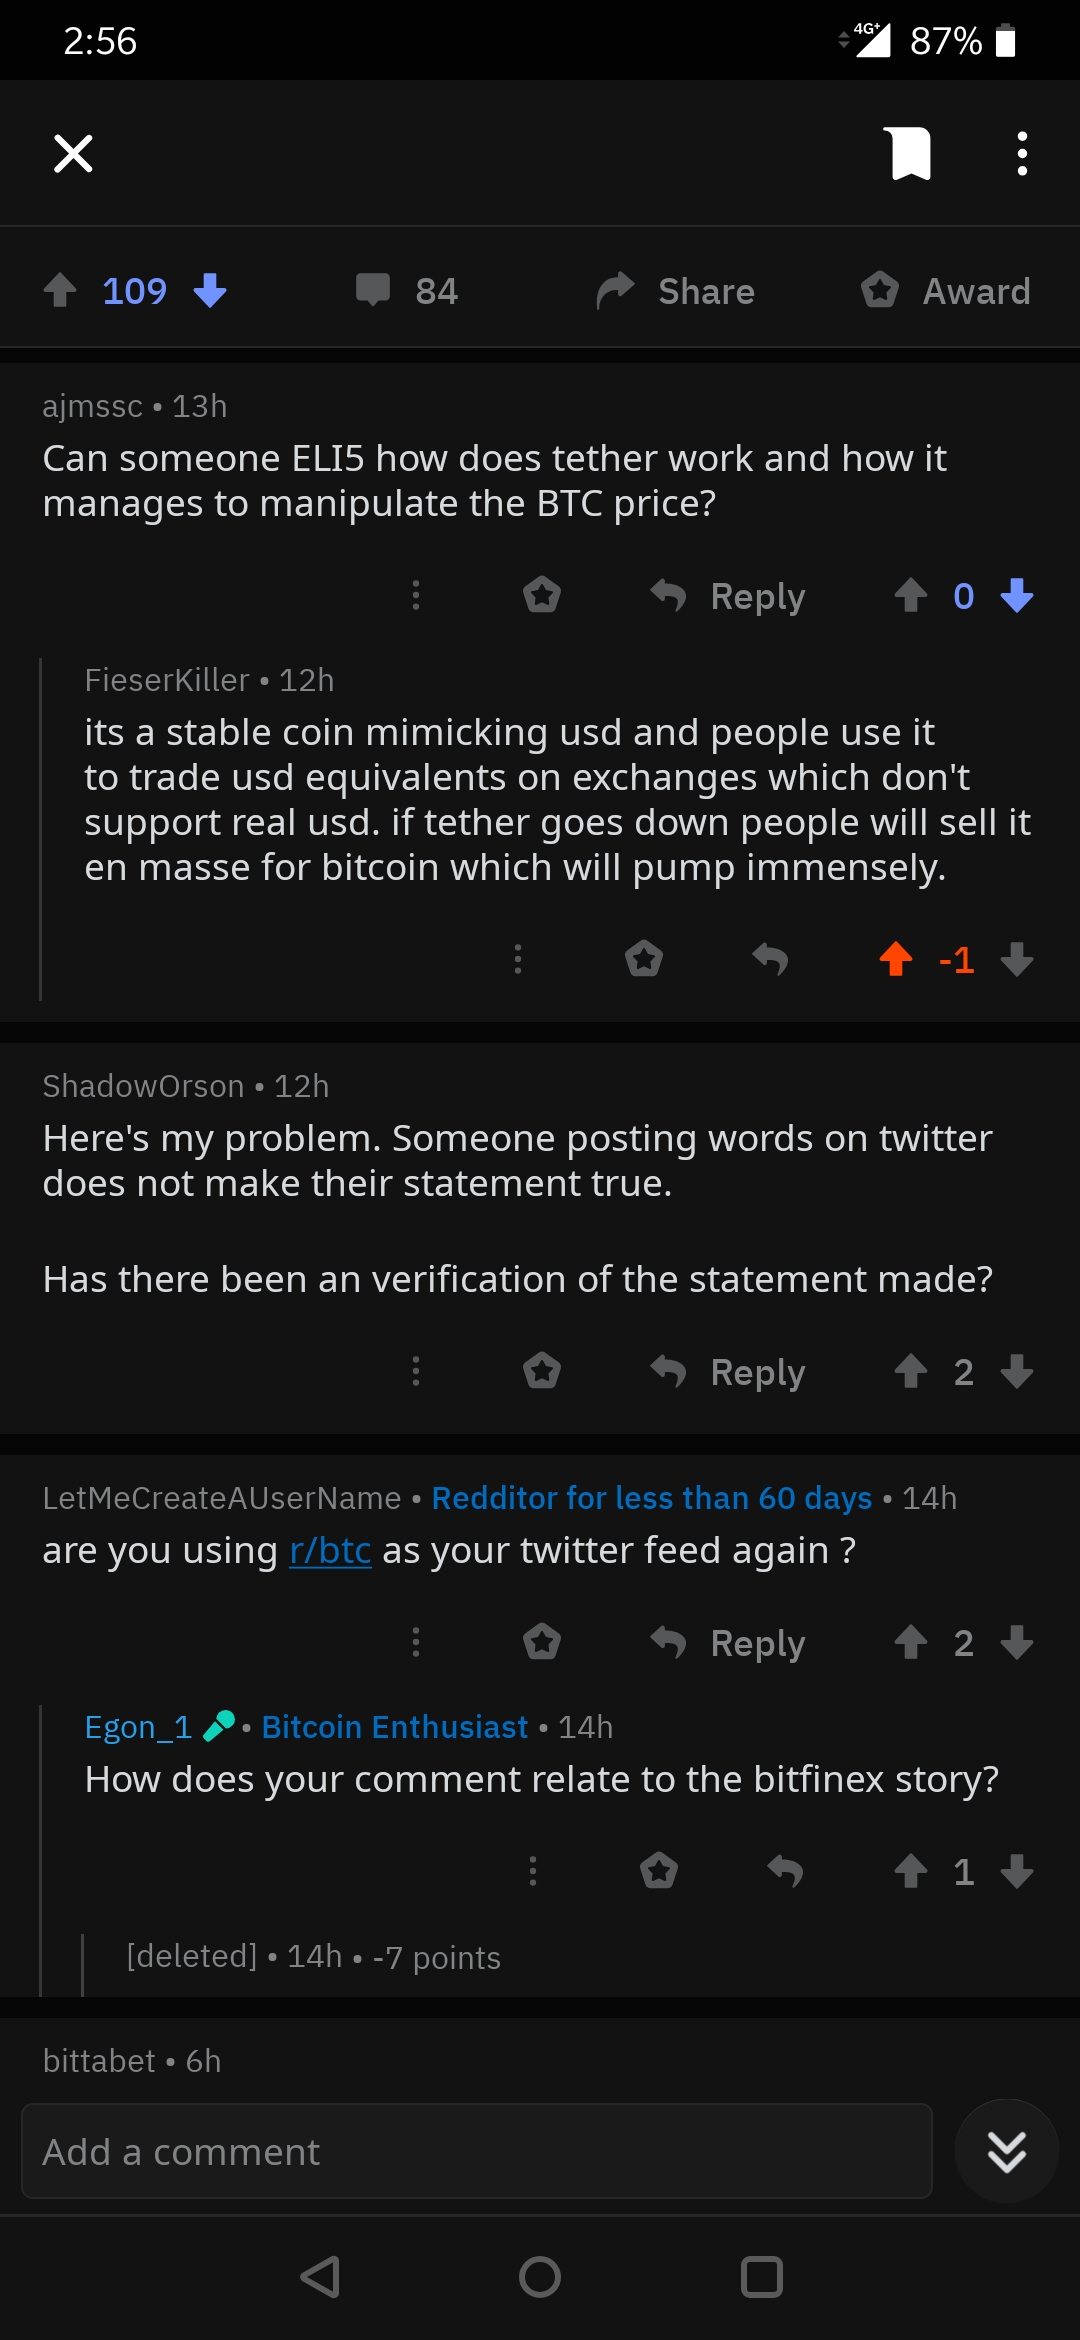 2:56 4G+ 87%
109 84 Share Award
ajmssc • 13h
Can someone ELI5 how does tether work and how it
manages to manipulate the BTC price?
Reply 0
FieserKiller • 12h
its a stable coin mimicking usd and people use it
to trade usd equivalents on exchanges which don't
support real usd. if tether goes down people will sell it
en masse for bitcoin which will pump immensely.
-1
ShadowOrson • 12h
Here's my problem. Someone posting words on twitter
does not make their statement true.
Has there been an verification of the statement made?
Reply 2
LetMeCreateAUserName • Redditor for less than 60 days • 14h
are you using r/btc as your twitter feed again ?
Reply 2
Egon_1 • Bitcoin Enthusiast • 14h
How does your comment relate to the bitfinex story?
1
[deleted] • 14h • -7 points
bittabet • 6h
Add a comment